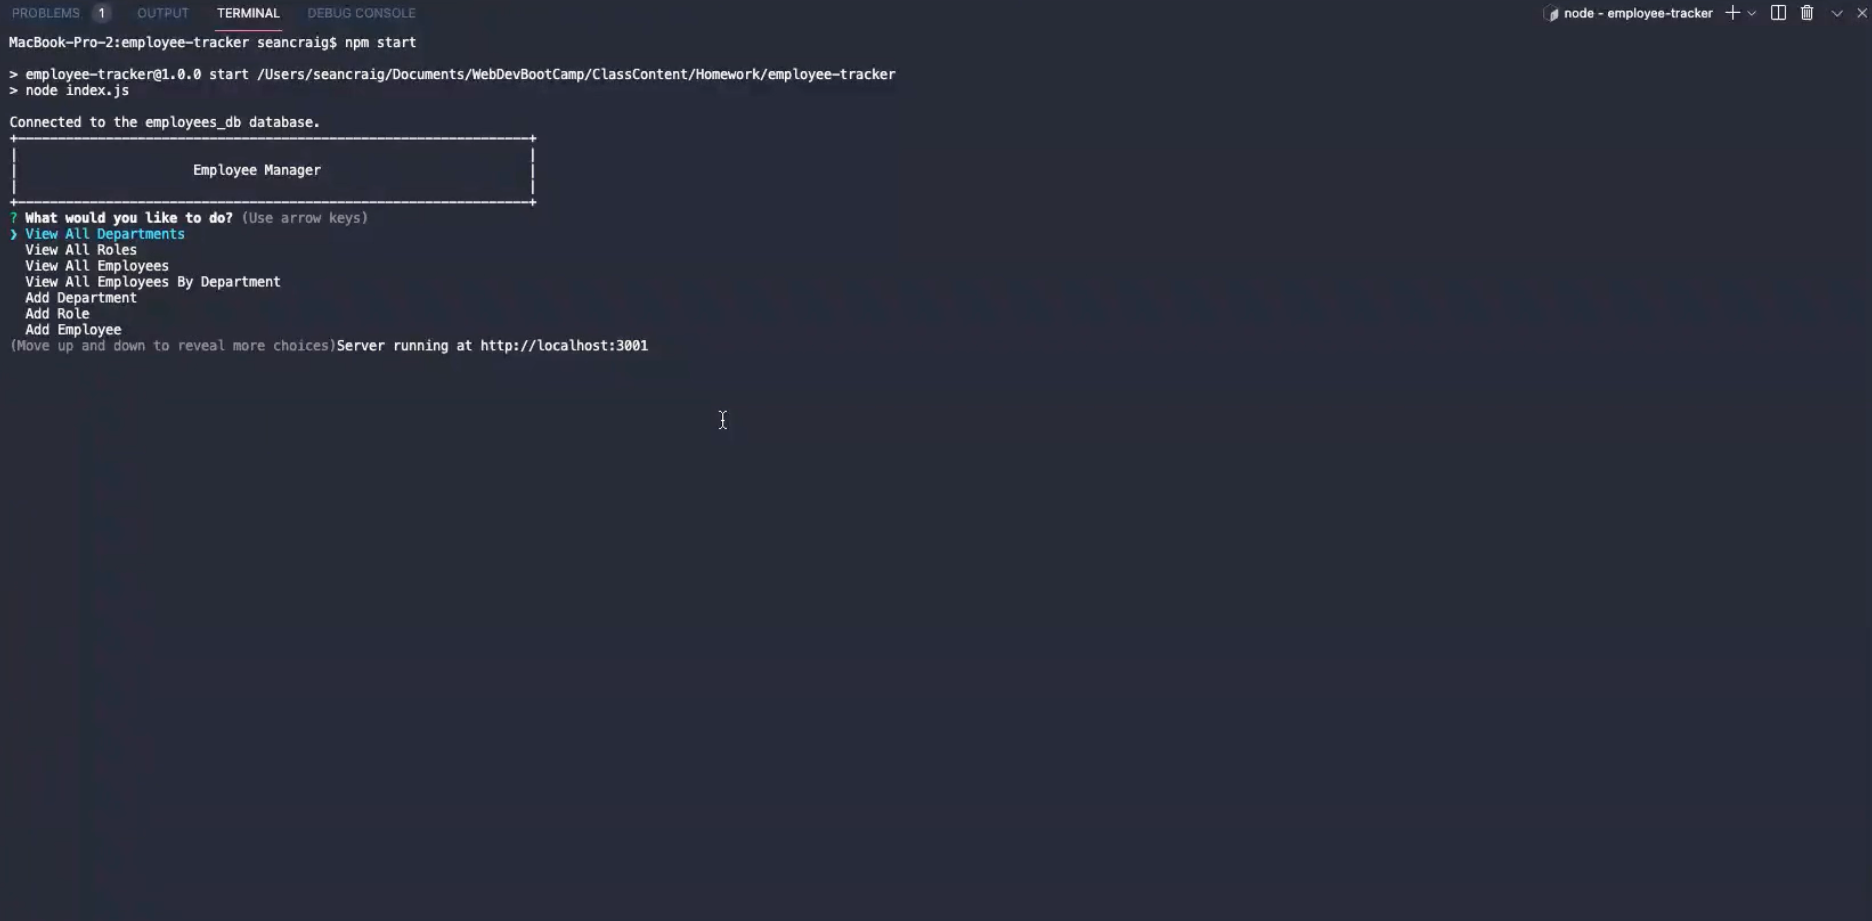 PROBLEMS 1 OUTPUT TERMINAL DEBUG CONSOLE node - employee-tracker
MacBook-Pro-2:employee-tracker seancraig$ npm start
> employee-tracker@1.0.0 start /Users/seancraig/Documents/WebDevBootCamp/ClassContent/Homework/employee-tracker
> node index.js
Connected to the employees_db database.
Employee Manager
? What would you like to do? (Use arrow keys)
❯ View All Departments
View All Roles
View All Employees
View All Employees By Department
Add Department
Add Role
Add Employee
(Move up and down to reveal more choices)Server running at http://localhost:3001